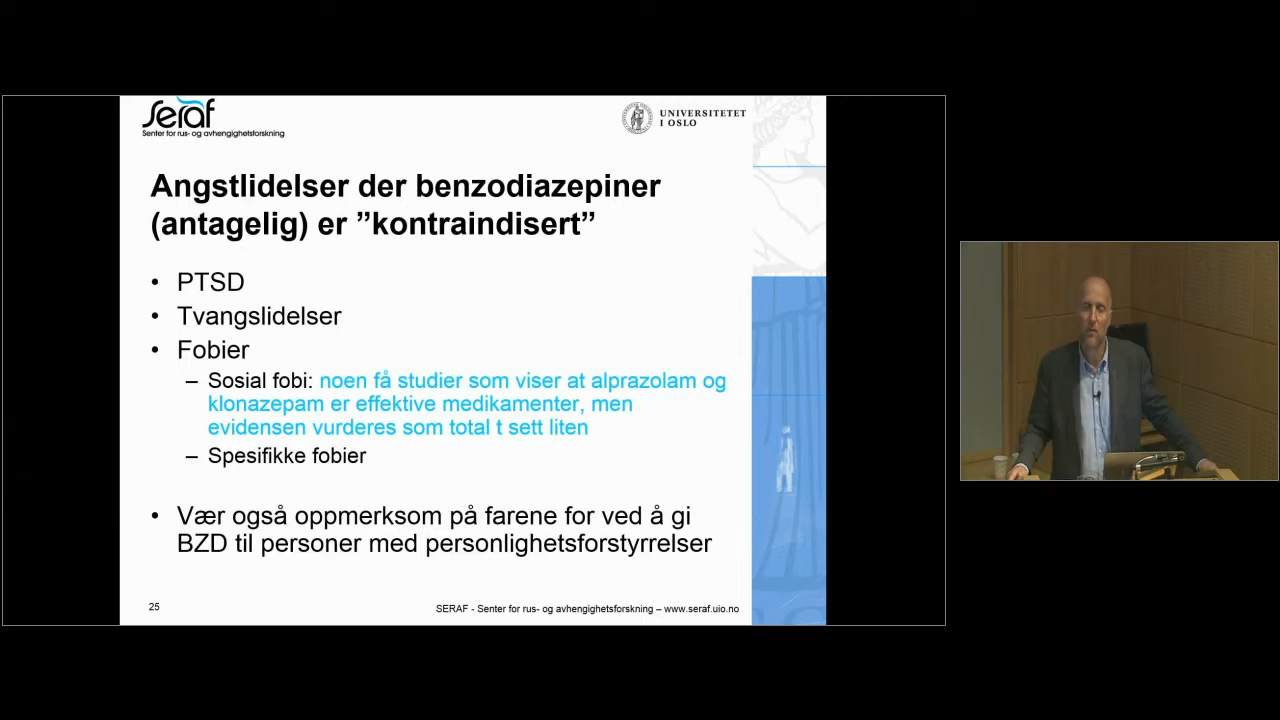 seraf
Senter for rus- og avhengighetsforskning
UNIVERSITETET
I OSLO
Angstlidelser der benzodiazepiner
(antagelig) er ”kontraindisert”
• PTSD
• Tvangslidelser
• Fobier
– Sosial fobi: noen få studier som viser at alprazolam og
klonazepam er effektive medikamenter, men
evidensen vurderes som total t sett liten
– Spesifikke fobier
• Vær også oppmerksom på farene for ved å gi
BZD til personer med personlighetsforstyrrelser
25
SERAF - Senter for rus- og avhengighetsforskning – www.seraf.uio.no